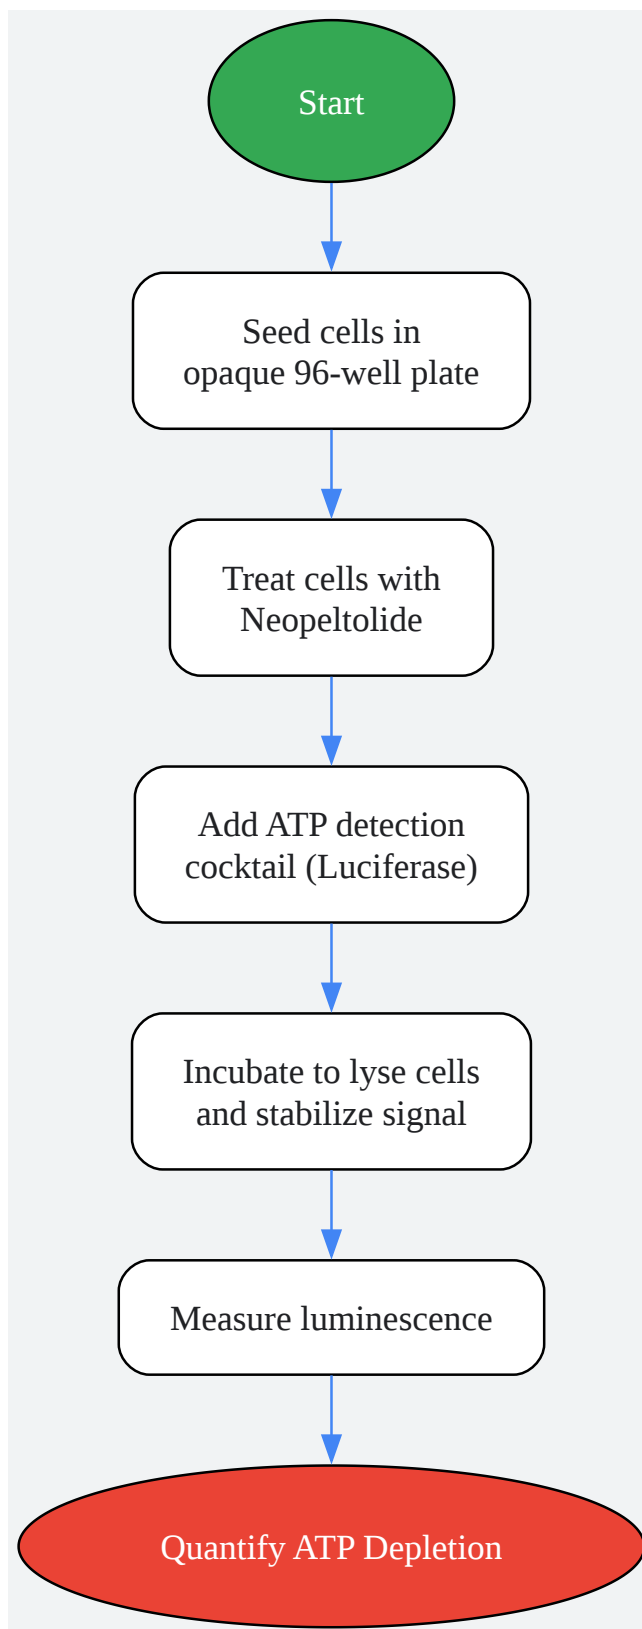 Start
Seed cells in
opaque 96-well plate
Treat cells with
Neopeltolide
Add ATP detection
cocktail (Luciferase)
Incubate to lyse cells
and stabilize signal
Measure luminescence
Quantify ATP Depletion